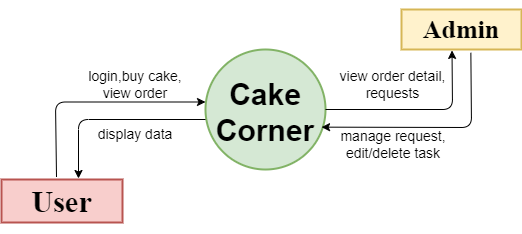 Admin
login,buy cake,
view order
view order detail,
requests
Cake
Corner
display data
manage request,
edit/delete task
User